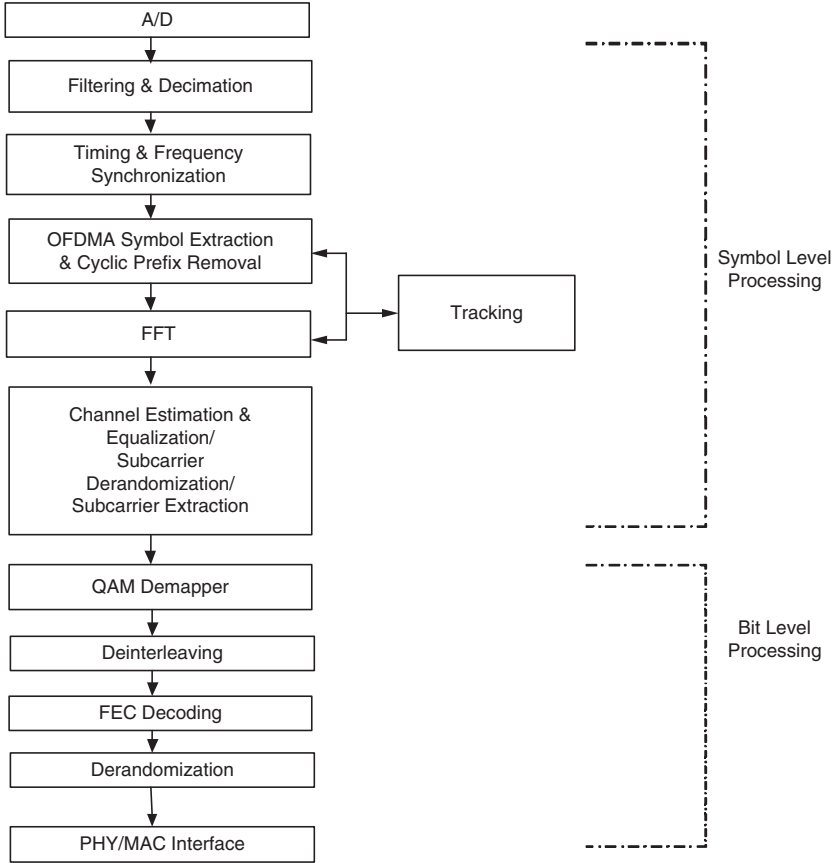 A/D
Filtering & Decimation
Timing & Frequency
Synchronization
OFDMA Symbol Extraction
& Cyclic Prefix Removal
Symbol Level
Processing
Tracking
FFT
Channel Estimation &
Equalization/
Subcarrier
Derandomization/
Subcarrier Extraction
QAM Demapper
Bit Level
Processing
Deinterleaving
FEC Decoding
Derandomization
PHY/MAC Interface